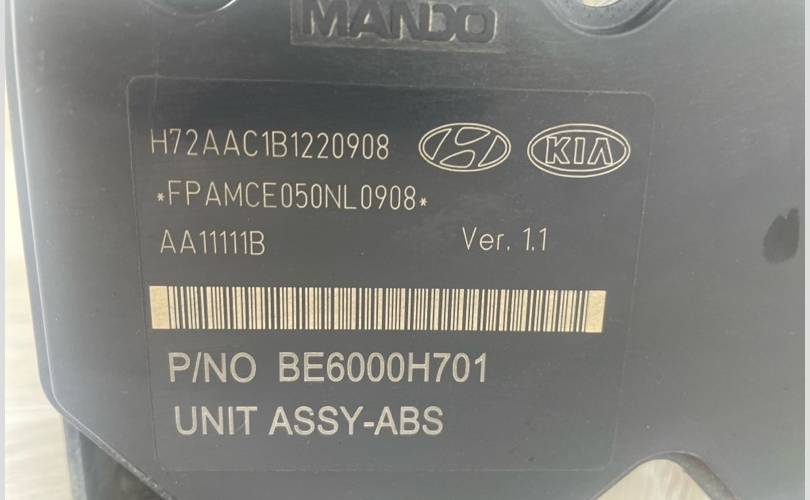 MANDO
H72AAC1B1220908 KIA
*FPAMCE050NL0908*
AA11111B Ver. 1.1
P/NO BE6000H701
UNIT ASSY-ABS